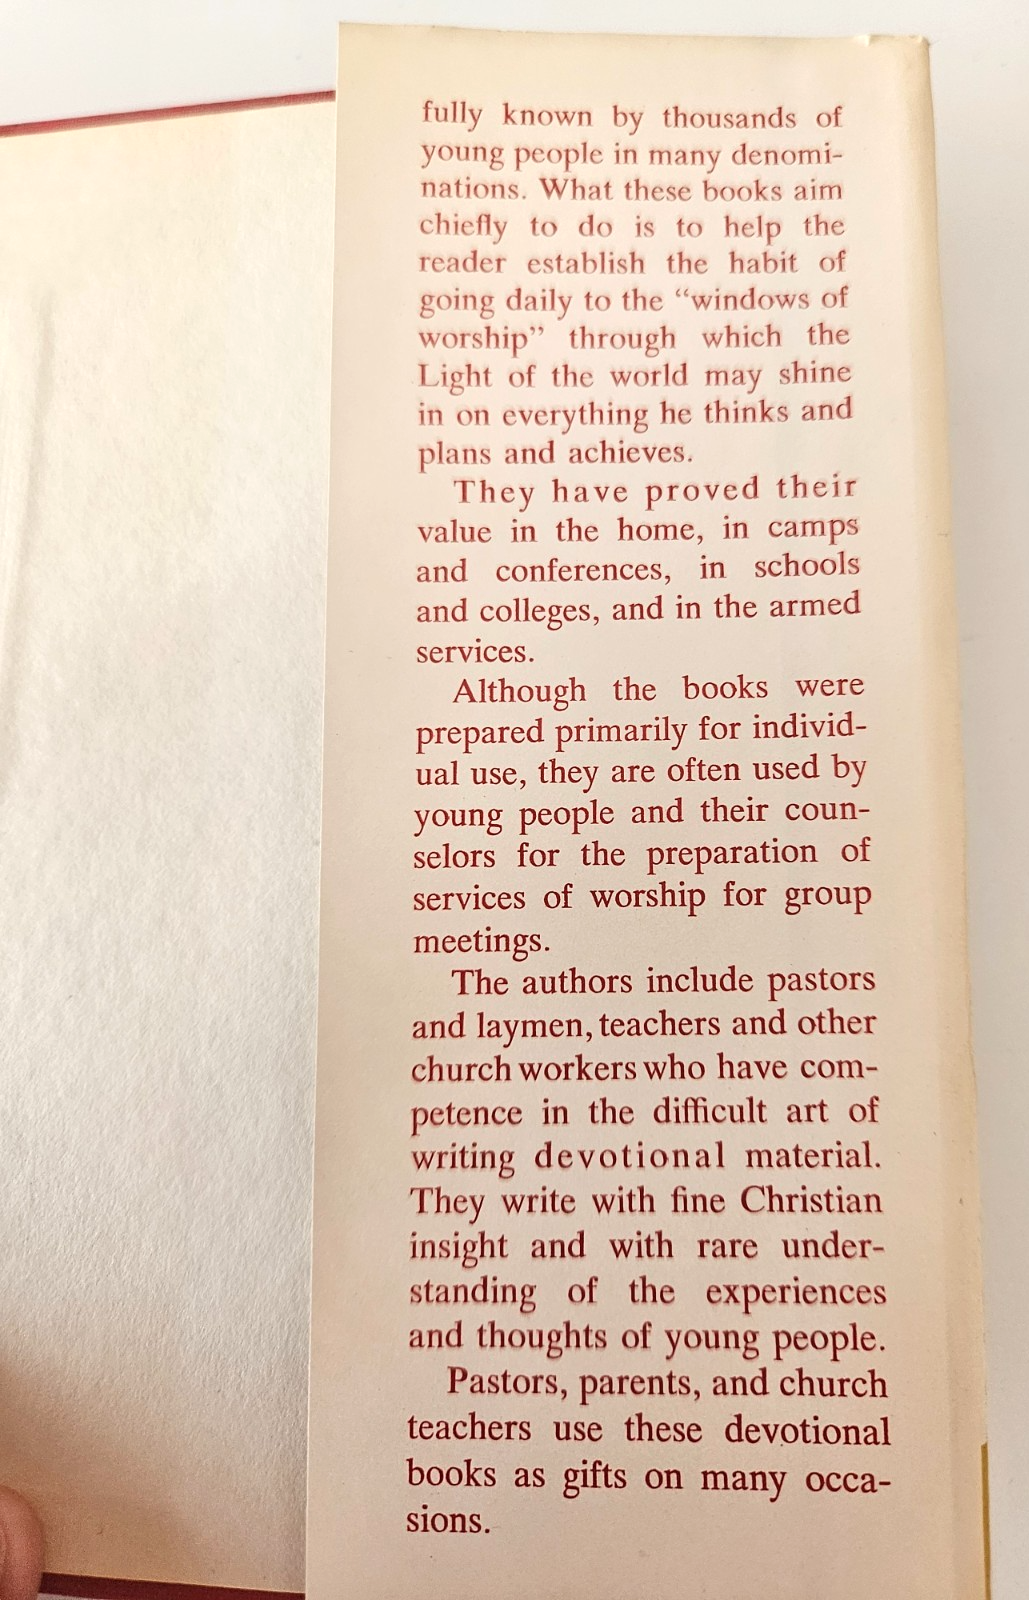 fully known by thousands of
young people in many denomi-
nations. What these books aim
chiefly to do is to help the
reader establish the habit of
going daily to the “windows of
worship” through which the
Light of the world may shine
in on everything he thinks and
plans and achieves.
They have proved their
value in the home, in camps
and conferences, in schools
and colleges, and in the armed
services.
Although the books were
prepared primarily for individ-
ual use, they are often used by
young people and their coun-
selors for the preparation of
services of worship for group
meetings.
The authors include pastors
and laymen, teachers and other
church workers who have com-
petence in the difficult art of
writing devotional material.
They write with fine Christian
insight and with rare under-
standing of the experiences
and thoughts of young people.
Pastors, parents, and church
teachers use these devotional
books as gifts on many occa-
sions.